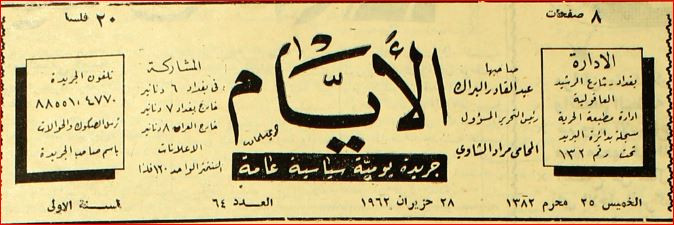 ٨ صفحات
٢٠ فلسا
الادارة
بغداد - شارع الرشيد
العاقولية
ادارة مطبعة الحرية
سجلة بدائرة البريد
تحت رقم ١٣٢
صاحبها
عبد القادر البراك
رئيس التحرير المسؤول
المحامي مراد الشاوي
الأيام
جريدة يومية سياسية عامة
المشاركة
في بغداد ٦ دنانير
خارج بغداد ٧ دنانير
خارج العراق ٨ دنانير
الاعلانات
السنتمتر الواحد ١٢٠ فلسا
تلفون الجريدة
٨٨٥٥١٠٤٧٧٠
ترسل الصكوك والحوالات
باسم صاحب الجريدة
الخميس ٢٥ محرم ١٣٨٢
٢٨ حزيران ١٩٦٢
العدد ٦٤
السنة الاولى